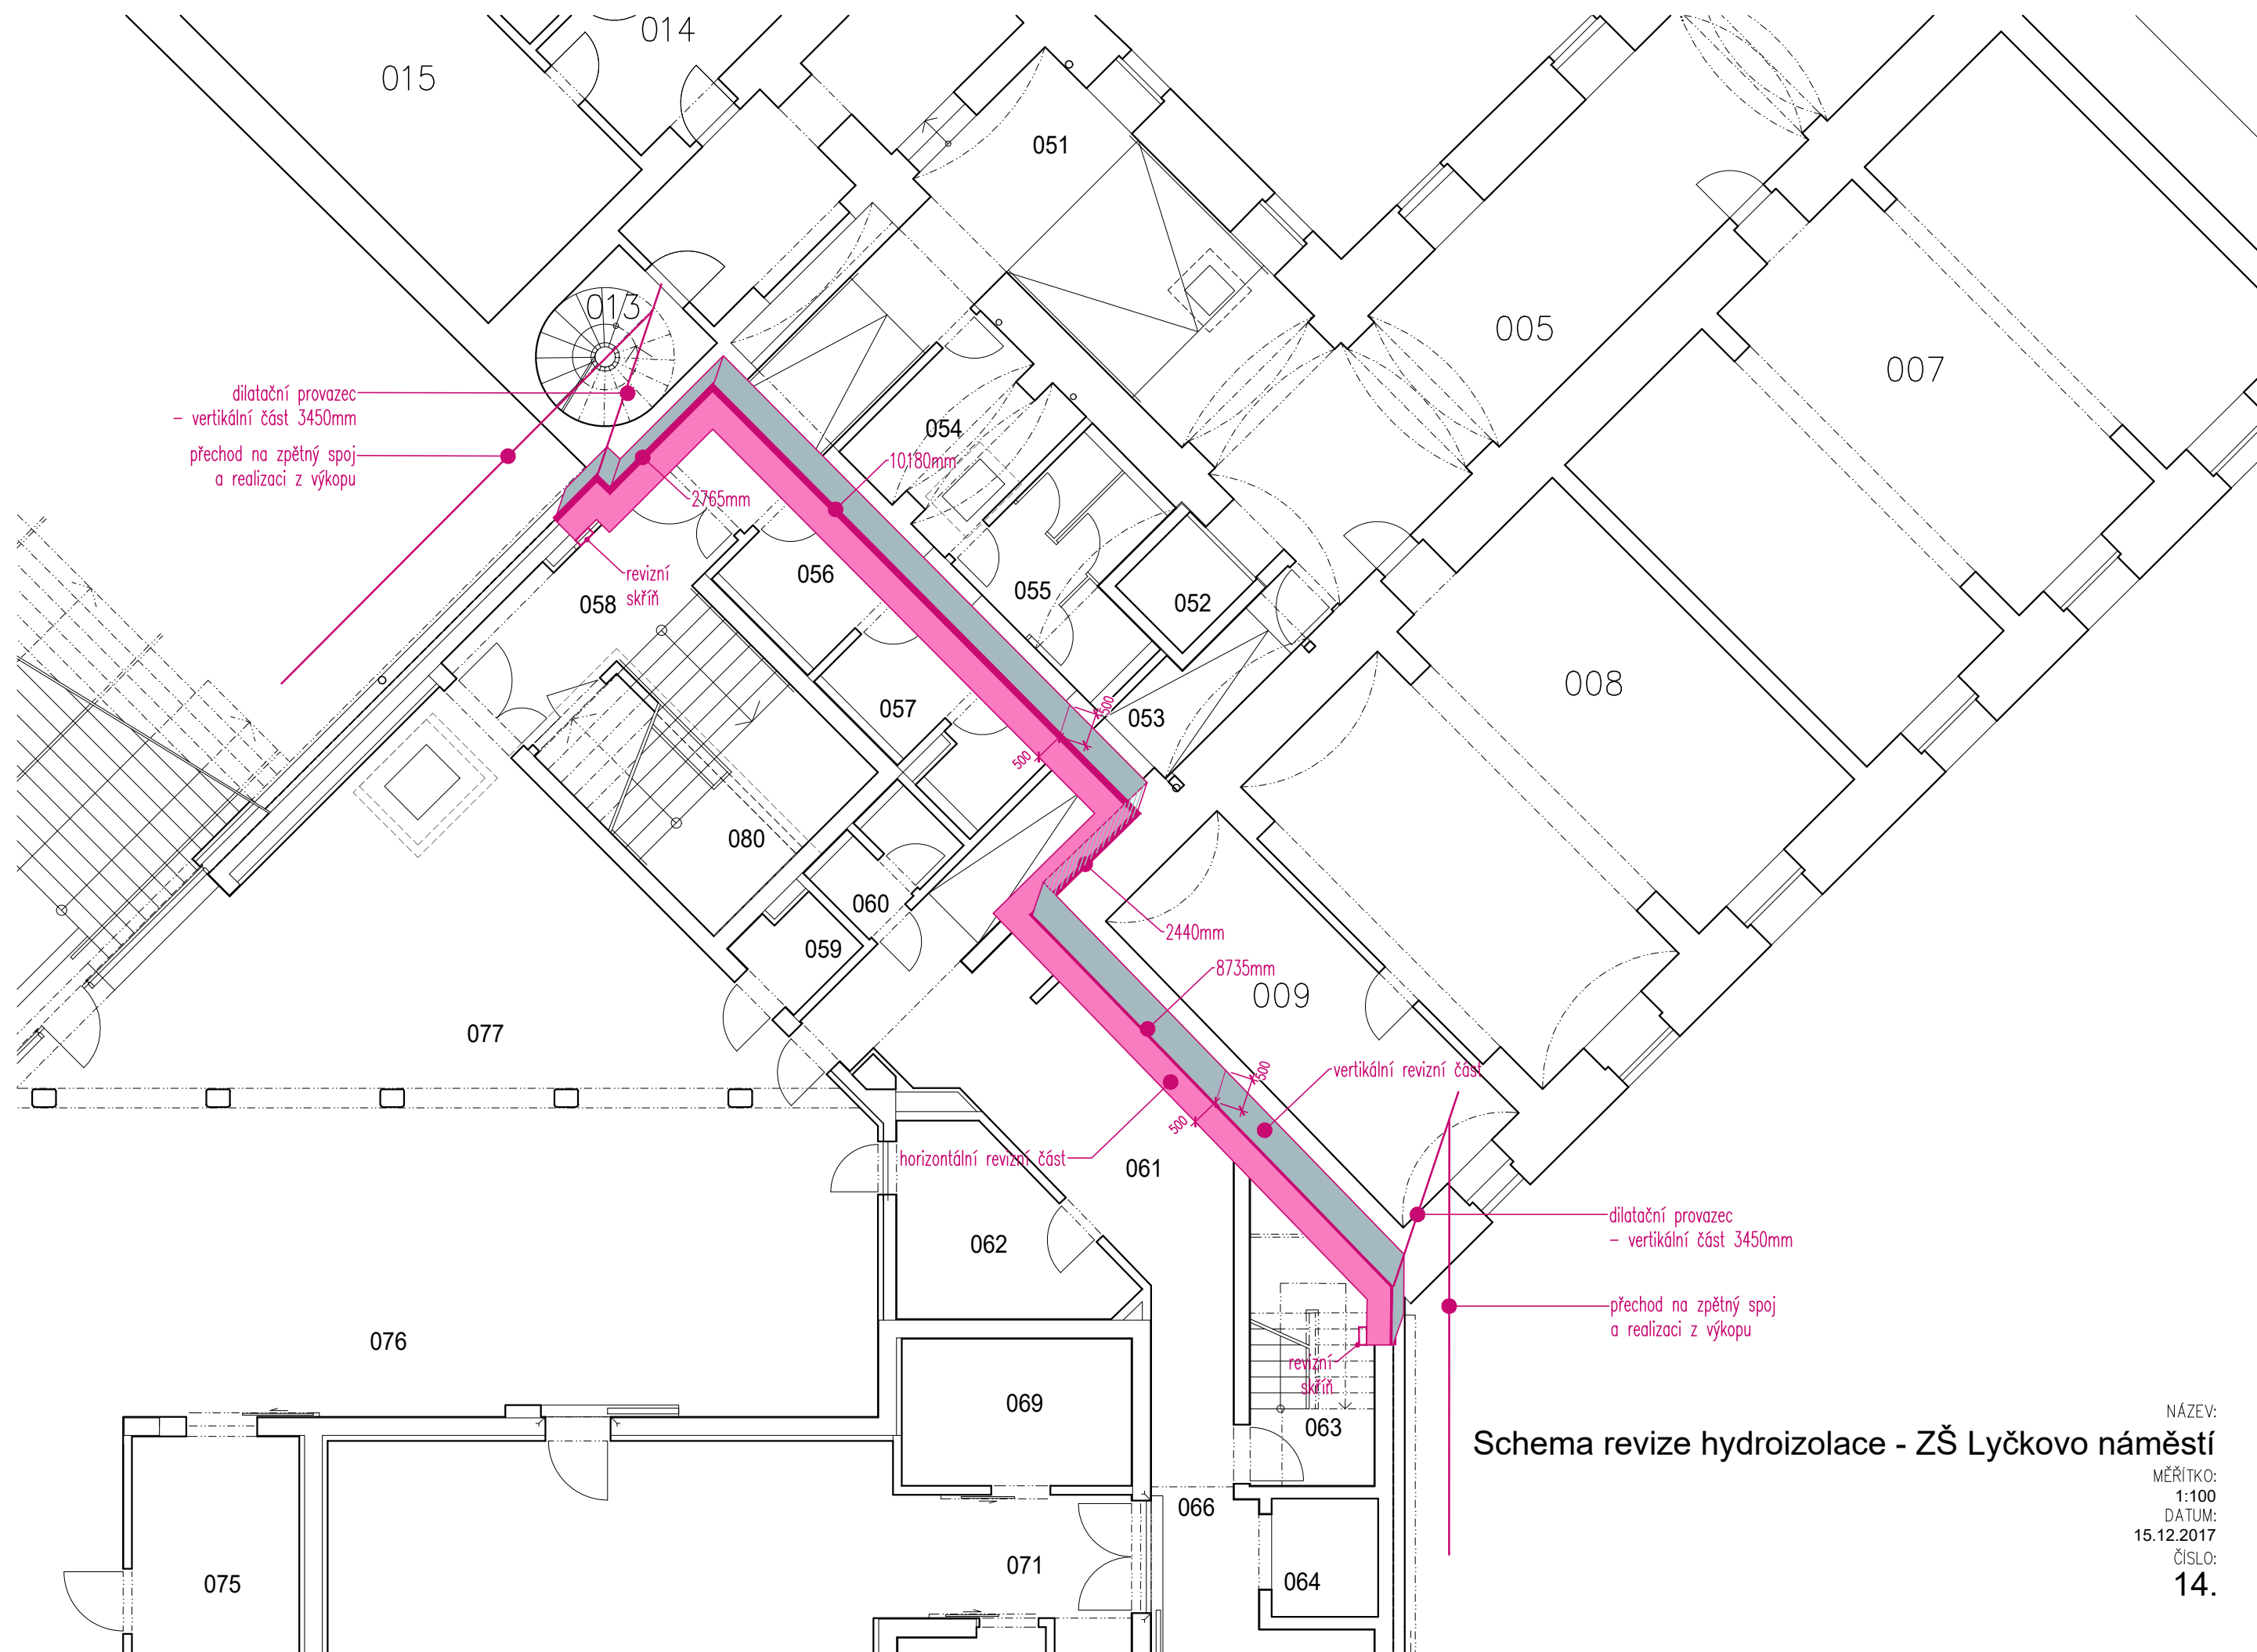 014
015
051
013
005
007
dilatační provazec
– vertikální část 3450mm
přechod na zpětný spoj
a realizaci z výkopu
054
10180mm
2765mm
056
revizní
skříň
058
055
052
008
057
500
053
500
080
060
059
2440mm
8735mm
009
077
500
vertikální revizní část
500
horizontální revizní část
061
062
dilatační provazec
– vertikální část 3450mm
přechod na zpětný spoj
a realizaci z výkopu
076
revizní
skříň
069
063
NÁZEV:
Schema revize hydroizolace - ZŠ Lyčkovo náměstí
MĚŘÍTKO:
1:100
DATUM:
15.12.2017
ČÍSLO:
14.
066
071
064
075